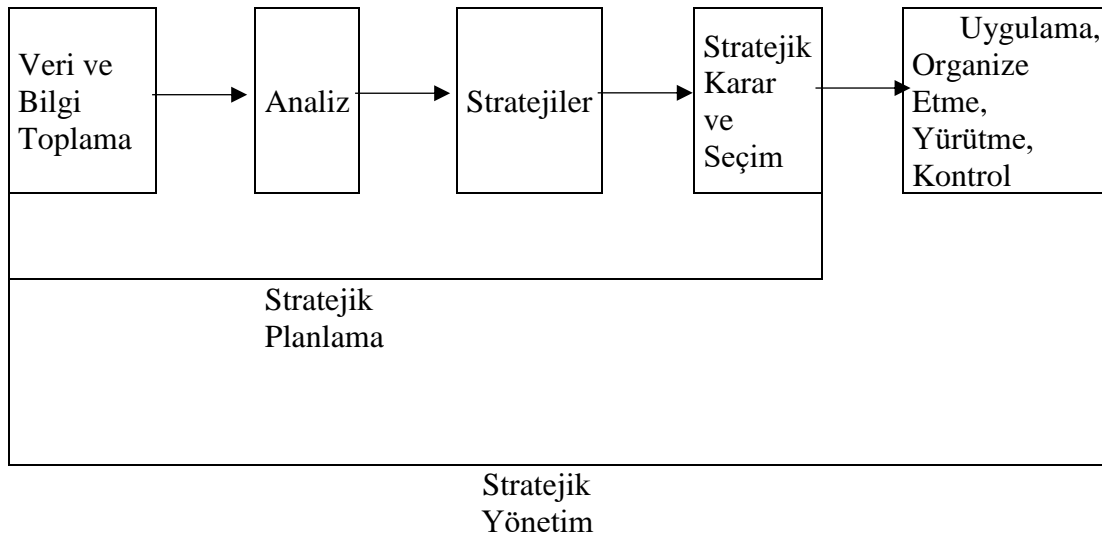 Veri ve
Bilgi
Toplama
Analiz
Stratejiler
Stratejik
Karar
ve
Seçim
Uygulama,
Organize
Etme,
Yürütme,
Kontrol
Stratejik
Planlama
Stratejik
Yönetim